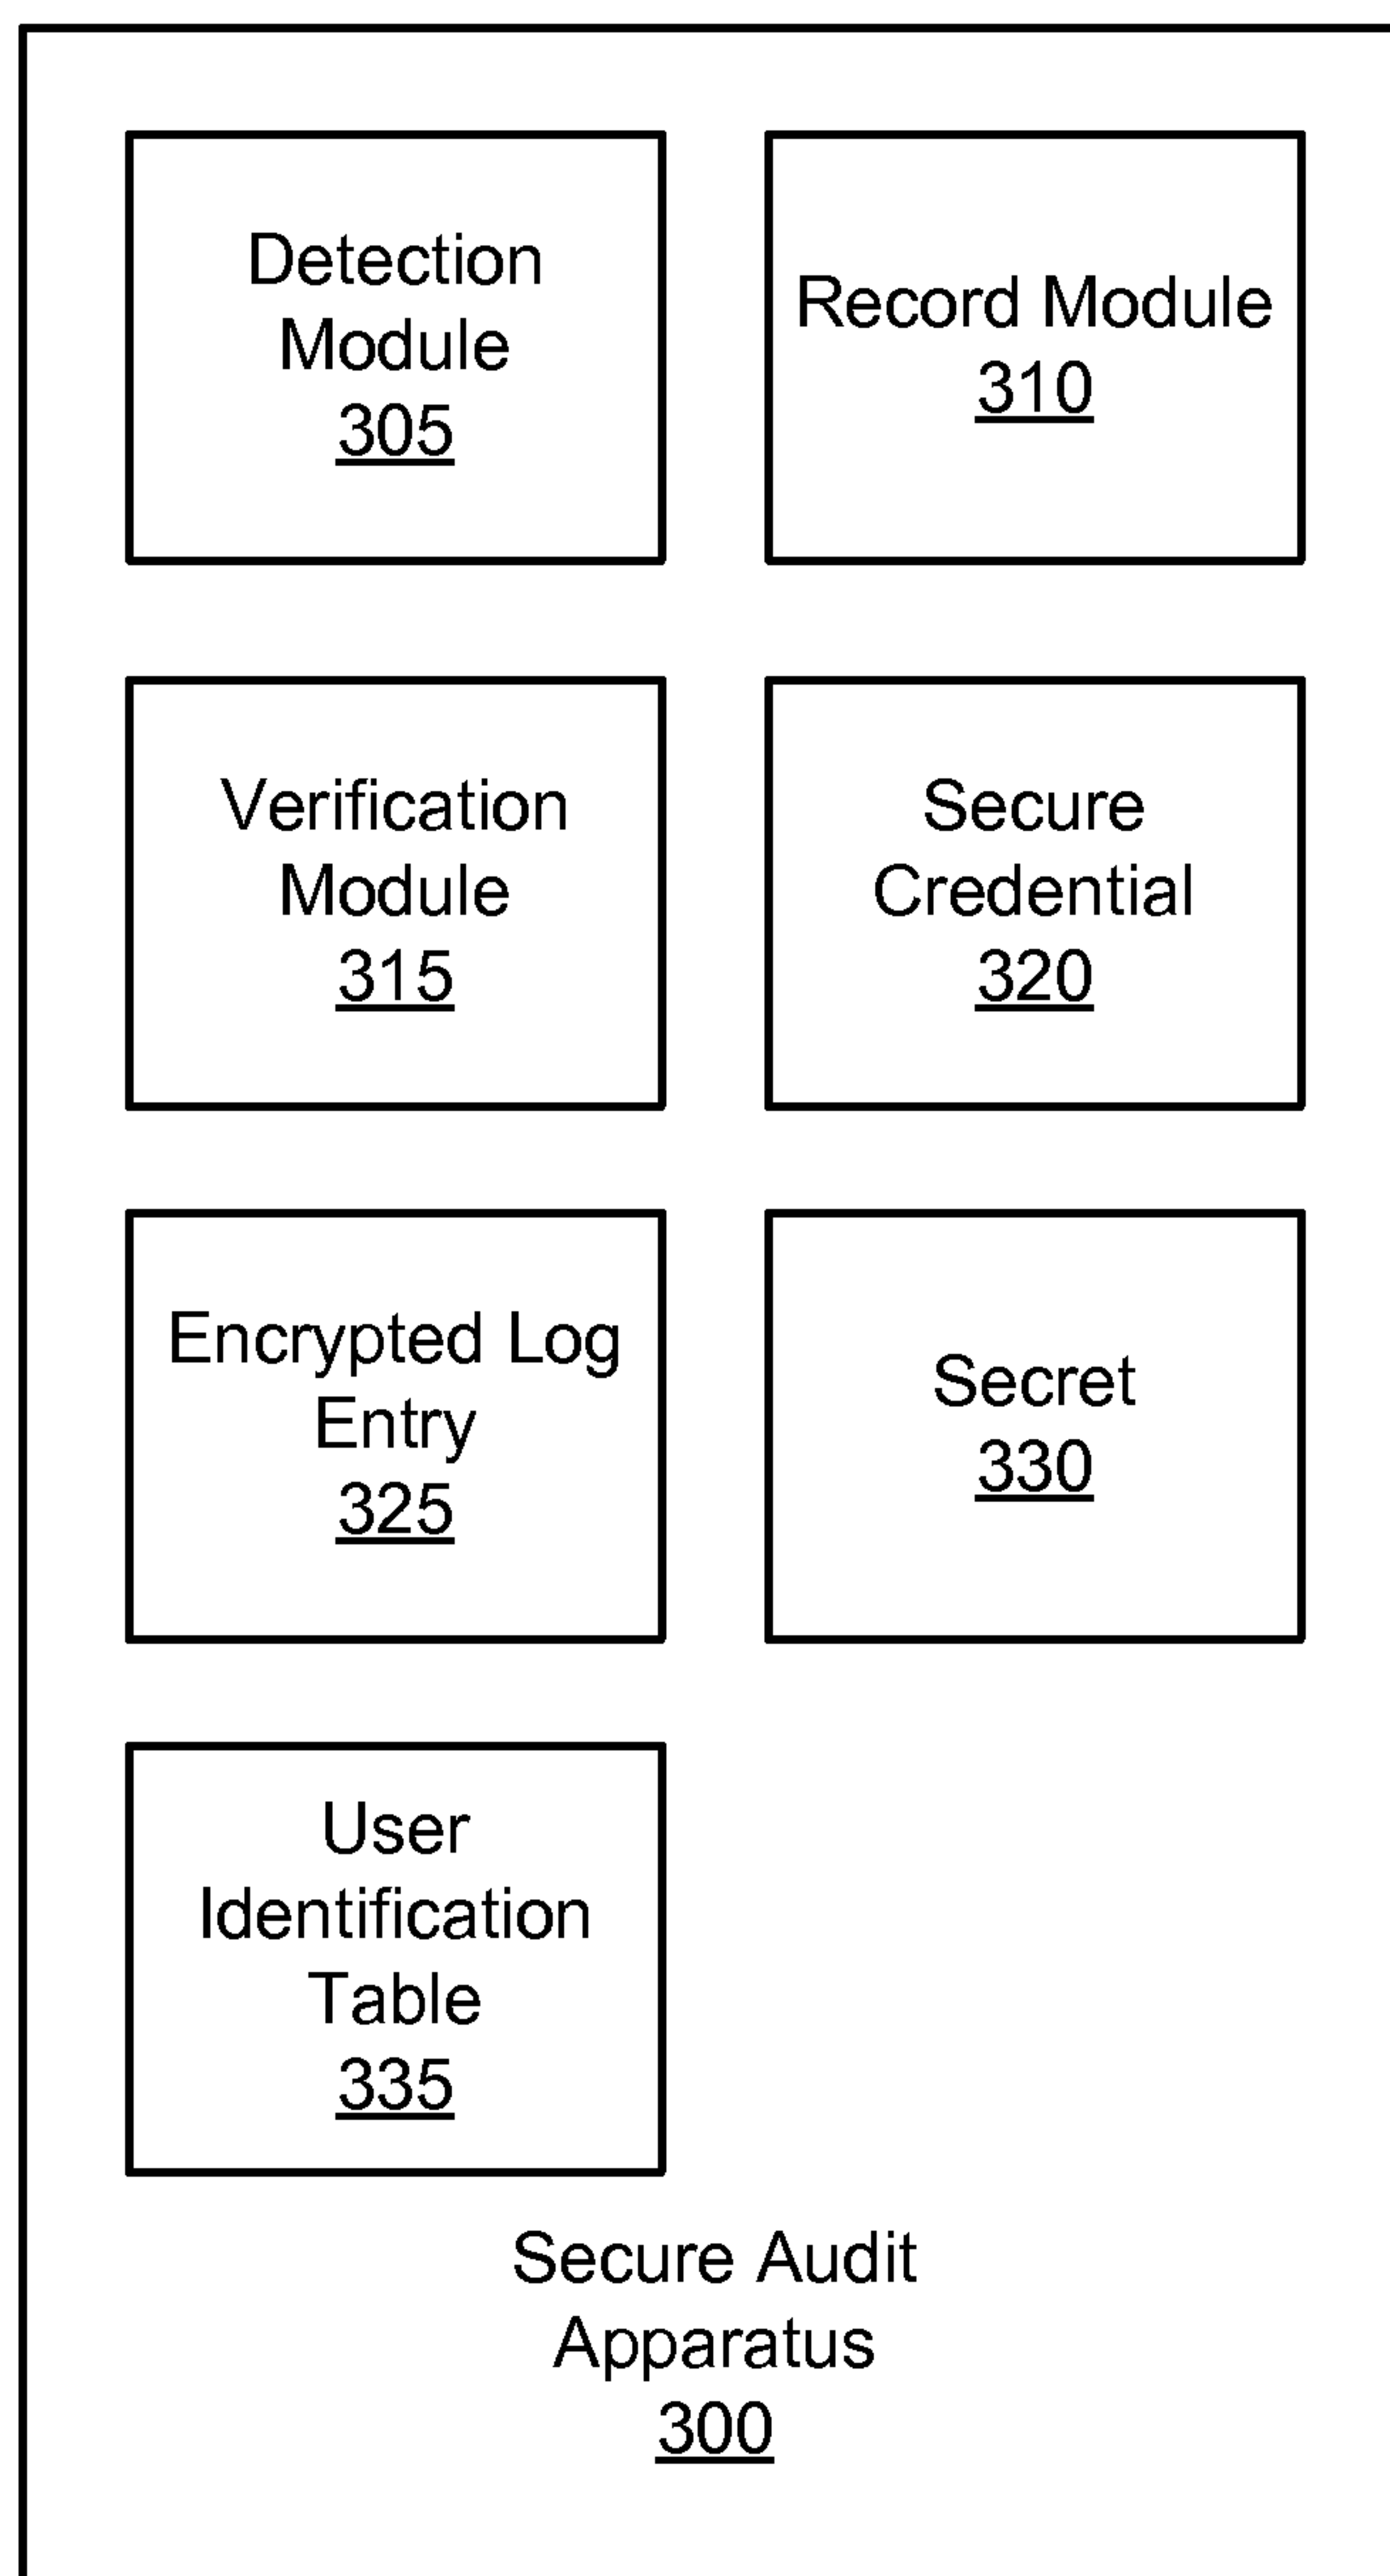 Detection
Module
305
Record Module
310
Verification
Module
315
Secure
Credential
320
Encrypted Log
Entry
325
Secret
330
User
Identification
Table
335
Secure Audit
Apparatus
300